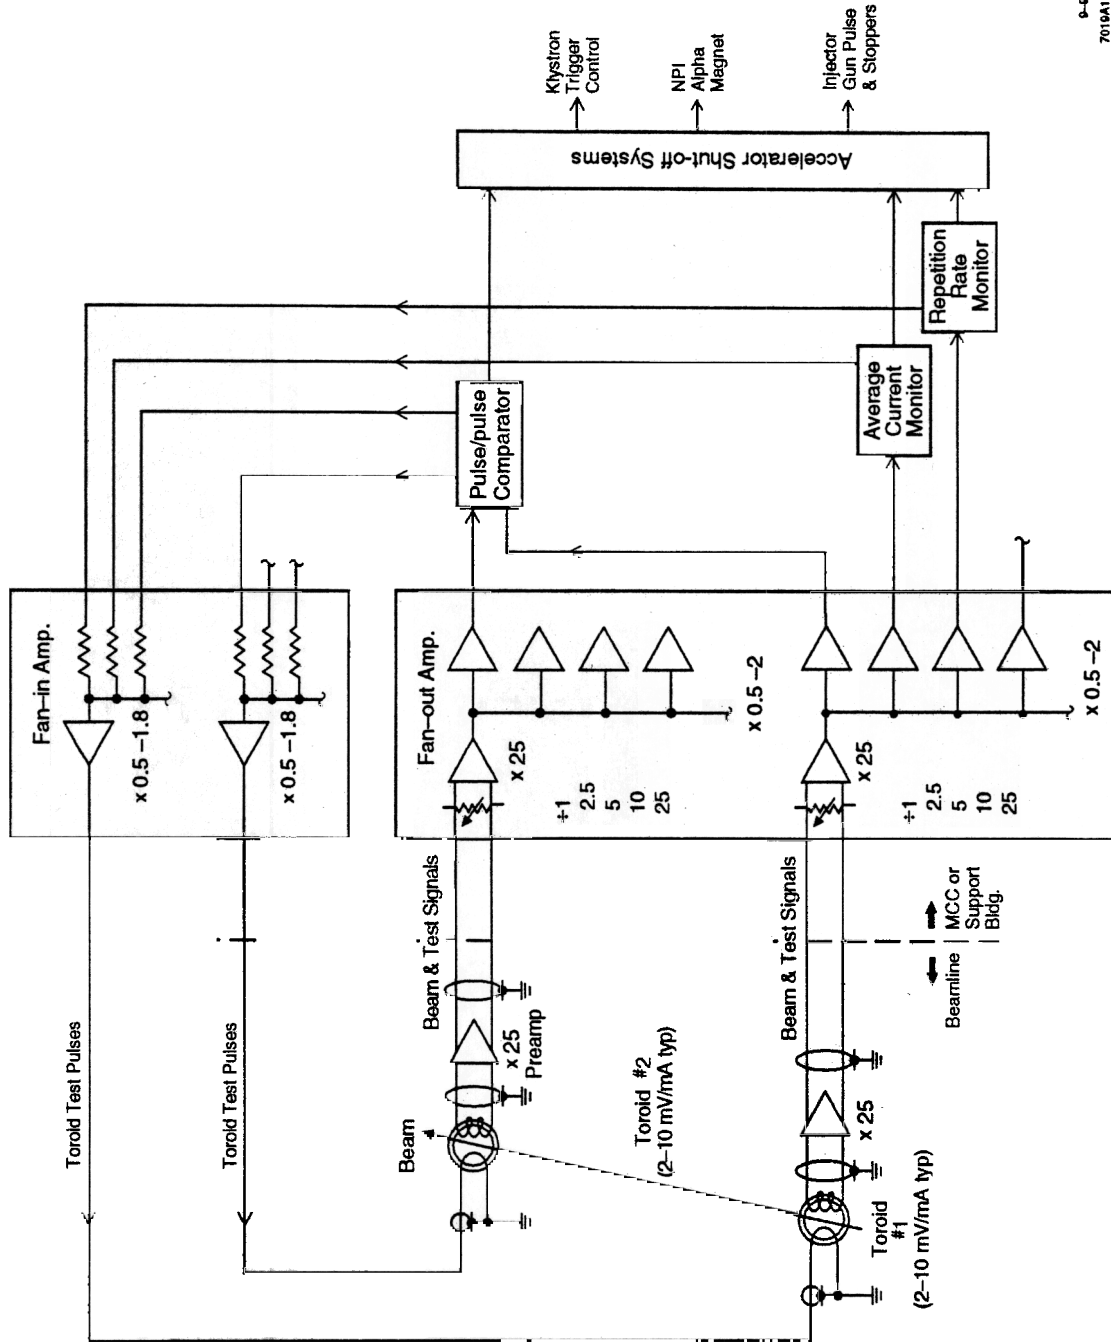 9–9
7019A1
Klystron
Trigger
Control
NPI
Alpha
Magnet
Injector
Gun Pulse
& Stoppers
Accelerator Shut-off Systems
Repetition
Rate
Monitor
Average
Current
Monitor
Pulse/pulse
Comparator
Fan–in Amp.
x 0.5 –1.8
x 0.5 –1.8
Fan–out Amp.
x 25
x 0.5 –2
÷1
2.5
5
10
25
x 25
x 0.5 –2
÷1
2.5
5
10
25
Toroid Test Pulses
Toroid Test Pulses
Beam & Test Signals
Beam & Test Signals
Beamline
MCC or
Support
Bldg.
x 25
Preamp
Beam
Toroid #2
(2–10 mV/mA typ)
x 25
Toroid
#1
(2–10 mV/mA typ)